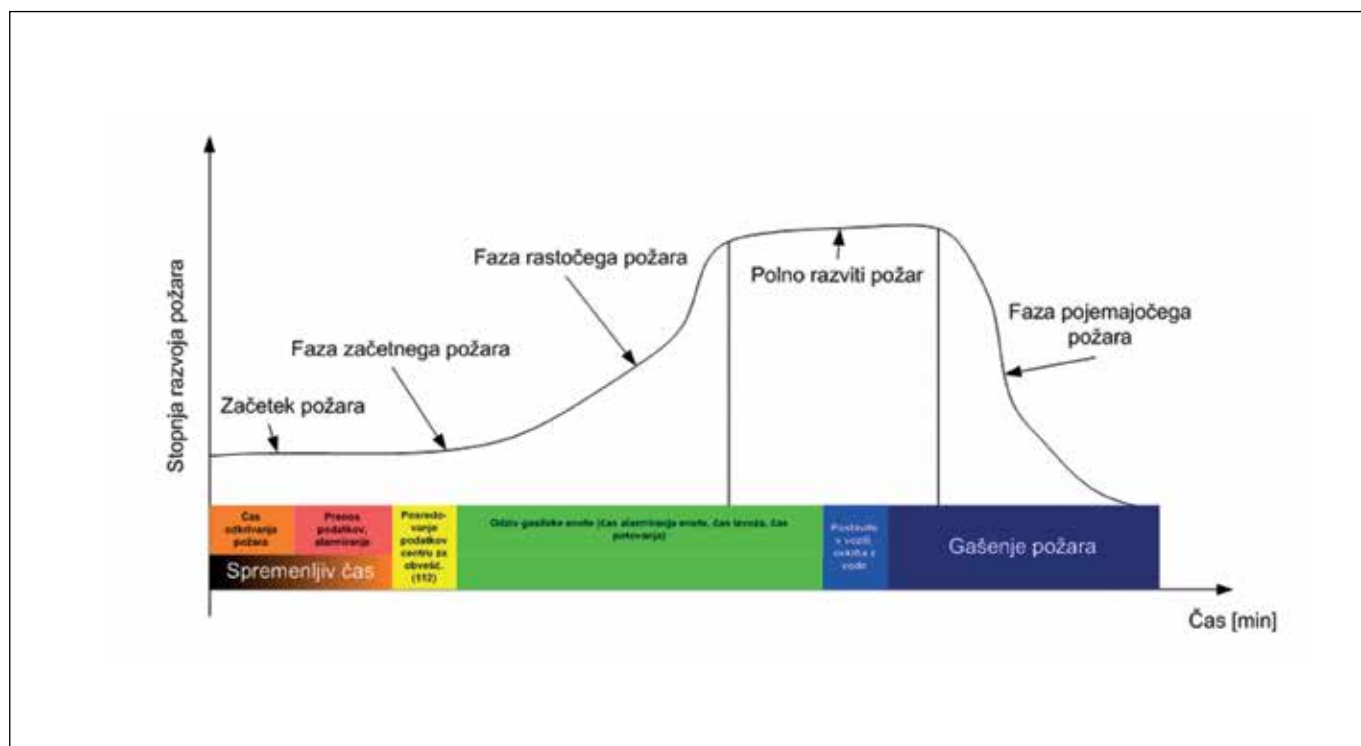 Stopnja razvoja požara
Začetek požara
Faza začetnega požara
Faza rastočega požara
Polno razviti požar
Faza pojemajočega
požara
Čas
odkrivanja
požara
Prenos
podatkov,
alarmiranje
Spremenljiv čas
Posredo-
vanje
podatkov
centru za
obvešč.
(112)
Odziv gasilske enote (čas alarmiranja enote, čas izvoza, čas
potovanja)
Postavitev
vozil,
oskrba z
vodo
Gašenje požara
Čas [min]